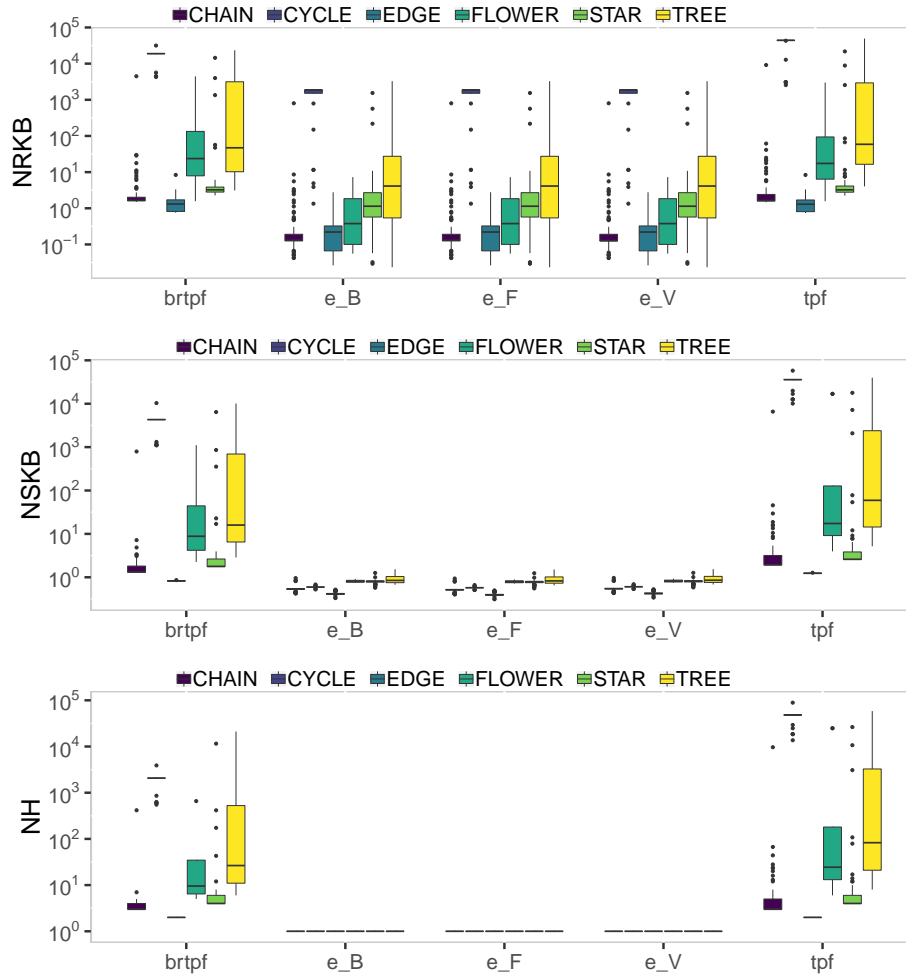 CHAIN CYCLE EDGE FLOWER STAR TREE
NRKB
10^5
10^4
10^3
10^2
10^1
10^0
10^−1
brtpf e_B e_F e_V tpf
CHAIN CYCLE EDGE FLOWER STAR TREE
NSKB
10^5
10^4
10^3
10^2
10^1
10^0
brtpf e_B e_F e_V tpf
CHAIN CYCLE EDGE FLOWER STAR TREE
NH
10^5
10^4
10^3
10^2
10^1
10^0
brtpf e_B e_F e_V tpf